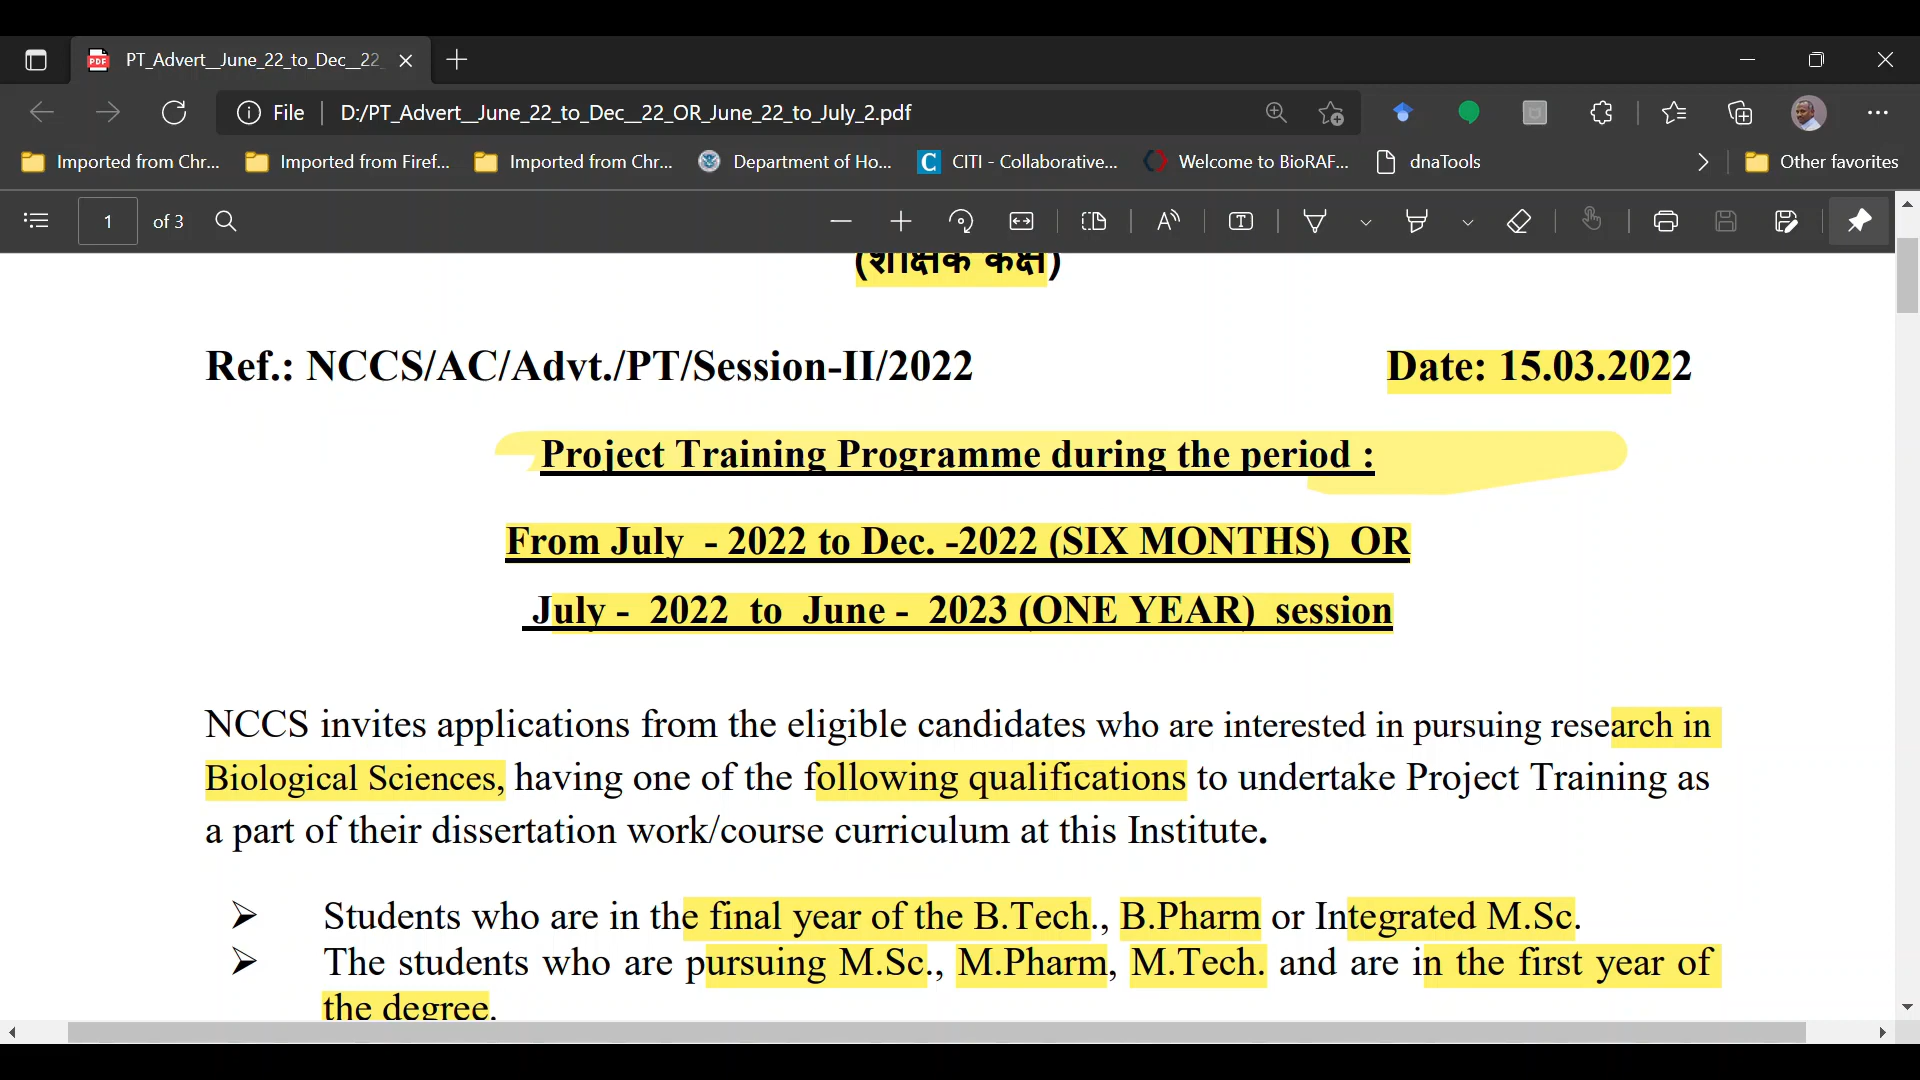 PT_Advert__June_22_to_Dec__22_
File
D:/PT_Advert__June_22_to_Dec__22_OR_June_22_to_July_2.pdf
Imported from Chr...
Imported from Firef...
Imported from Chr...
Department of Ho...
CITI - Collaborative...
Welcome to BioRAF...
dnaTools
Other favorites
1 of 3
(शैक्षिक कक्ष)
Ref.: NCCS/AC/Advt./PT/Session-II/2022 Date: 15.03.2022
Project Training Programme during the period :
From July - 2022 to Dec. -2022 (SIX MONTHS) OR
July - 2022 to June - 2023 (ONE YEAR) session
NCCS invites applications from the eligible candidates who are interested in pursuing research in
Biological Sciences, having one of the following qualifications to undertake Project Training as
a part of their dissertation work/course curriculum at this Institute.
➢ Students who are in the final year of the B.Tech., B.Pharm or Integrated M.Sc.
➢ The students who are pursuing M.Sc., M.Pharm, M.Tech. and are in the first year of
the degree.